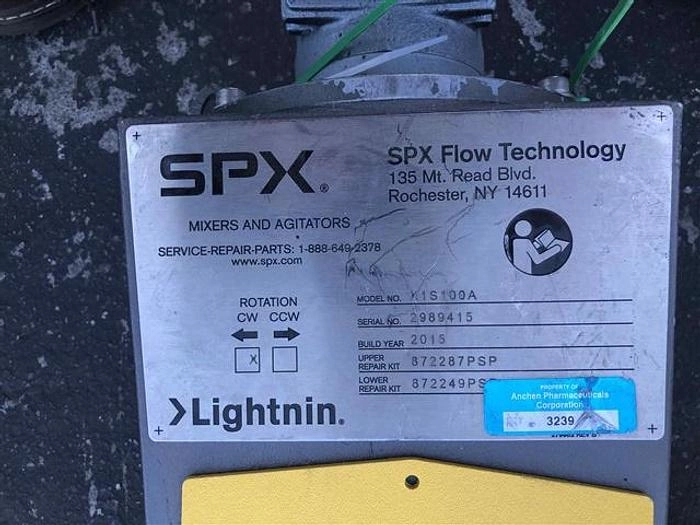 SPX®
SPX Flow Technology
135 Mt. Read Blvd.
Rochester, NY 14611
MIXERS AND AGITATORS
SERVICE-REPAIR-PARTS: 1-888-649-2378
www.spx.com
ROTATION
CW CCW
X
MODEL NO. X1S100A
SERIAL NO. 2989415
BUILD YEAR 2015
UPPER
REPAIR KIT 872287PSP
LOWER
REPAIR KIT 872249PS
Lightnin®
PROPERTY OF
Anchen Pharmaceuticals
Corporation
3239